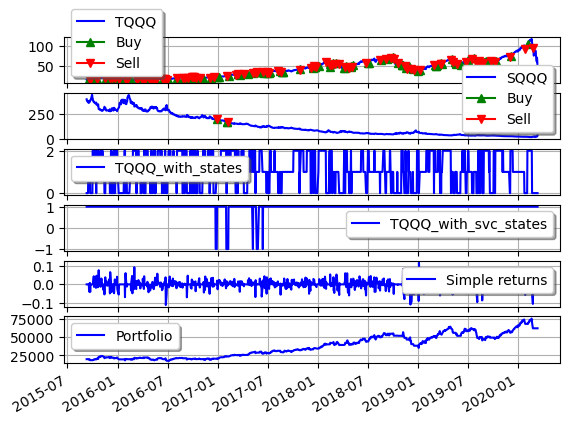 TQQQ
Buy
Sell
100
50
SQQQ
Buy
Sell
250
0
TQQQ_with_states
2
0
TQQQ_with_svc_states
1
0
−1
Simple returns
0.1
0.0
−0.1
Portfolio
75000
50000
25000
2015-07
2016-01
2016-07
2017-01
2017-07
2018-01
2018-07
2019-01
2019-07
2020-01